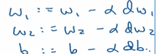 w₁ := w₁ - α dw₁
w₂ := w₂ - α dw₂
b := b - α db.